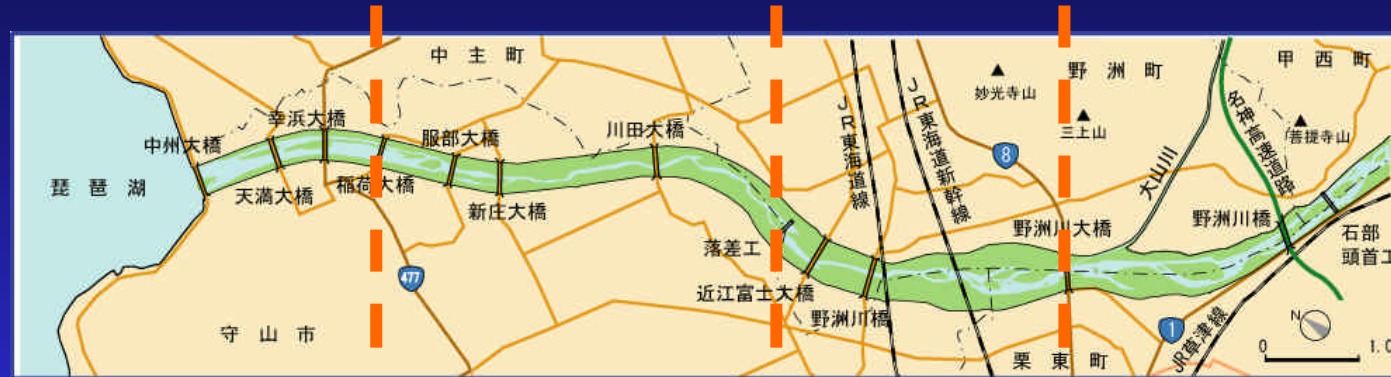 中主町
野洲町
甲西町
妙光寺山
三上山
菩提寺山
JR東海道線
JR東海道新幹線
名神高速道路
大山川
8
幸浜大橋
中州大橋
服部大橋
川田大橋
琵琶湖
天満大橋
稲荷大橋
新庄大橋
野洲川大橋
野洲川橋
石部
頭首工
落差工
近江富士大橋
野洲川橋
477
守山市
栗東町
1
JR草津線
N
0
1.0